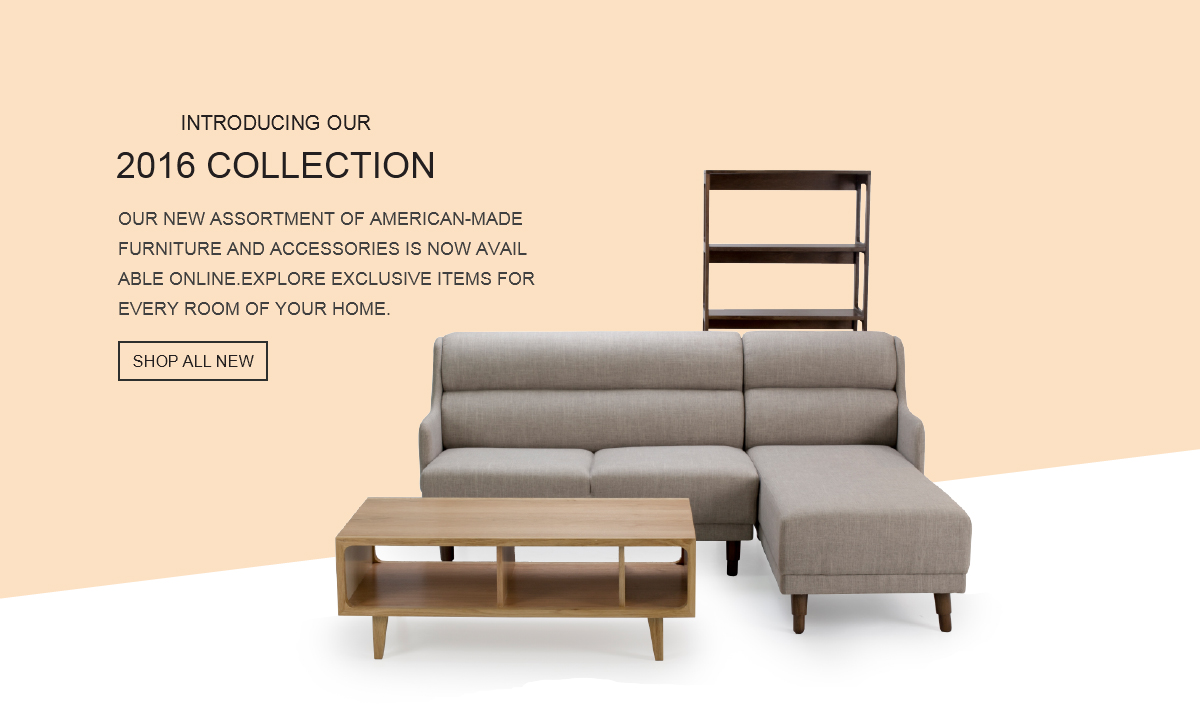 INTRODUCING OUR
2016 COLLECTION
OUR NEW ASSORTMENT OF AMERICAN-MADE
FURNITURE AND ACCESSORIES IS NOW AVAIL
ABLE ONLINE.EXPLORE EXCLUSIVE ITEMS FOR
EVERY ROOM OF YOUR HOME.
SHOP ALL NEW